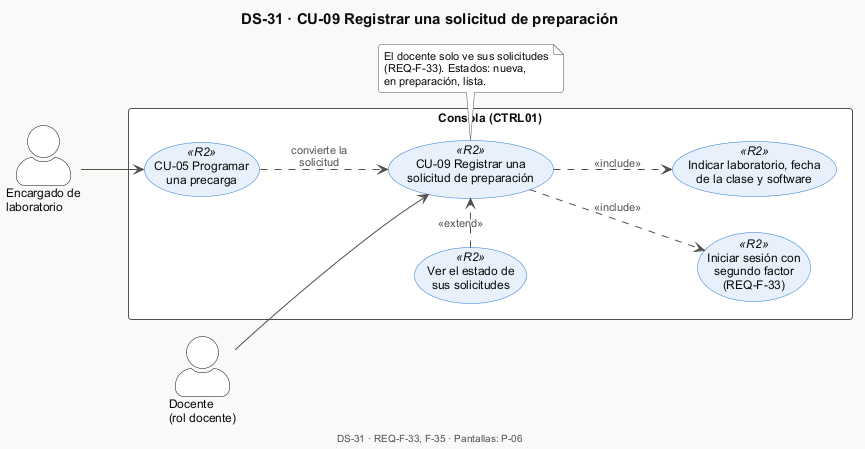 DS-31 · CU-09 Registrar una solicitud de preparación
El docente solo ve sus solicitudes
(REQ-F-33). Estados: nueva,
en preparación, lista.
Consola (CTRL01)
Encargado de
laboratorio
«R2»
CU-05 Programar
una precarga
convierte la
solicitud
«R2»
CU-09 Registrar una
solicitud de preparación
«include»
«R2»
Indicar laboratorio, fecha
de la clase y software
«include»
«extend»
«R2»
Ver el estado de
sus solicitudes
«R2»
Iniciar sesión con
segundo factor
(REQ-F-33)
Docente
(rol docente)
DS-31 · REQ-F-33, F-35 · Pantallas: P-06